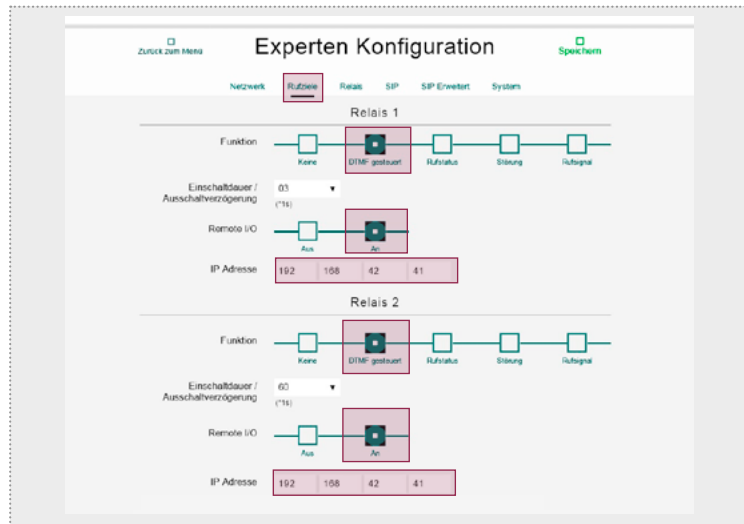 Zurück zum Menü
Experten Konfiguration
Speichern
Netzwerk Rufziele Relais SIP SIP Erweitert System
Relais 1
Funktion
Keine DTMF gesteuert Rufstatus Störung Rufsignal
Einschaltdauer /
Ausschaltverzögerung
03
(*1s)
Remote I/O
Aus An
IP Adresse 192 168 42 41
Relais 2
Funktion
Keine DTMF gesteuert Rufstatus Störung Rufsignal
Einschaltdauer /
Ausschaltverzögerung
60
(*1s)
Remote I/O
Aus An
IP Adresse 192 168 42 41